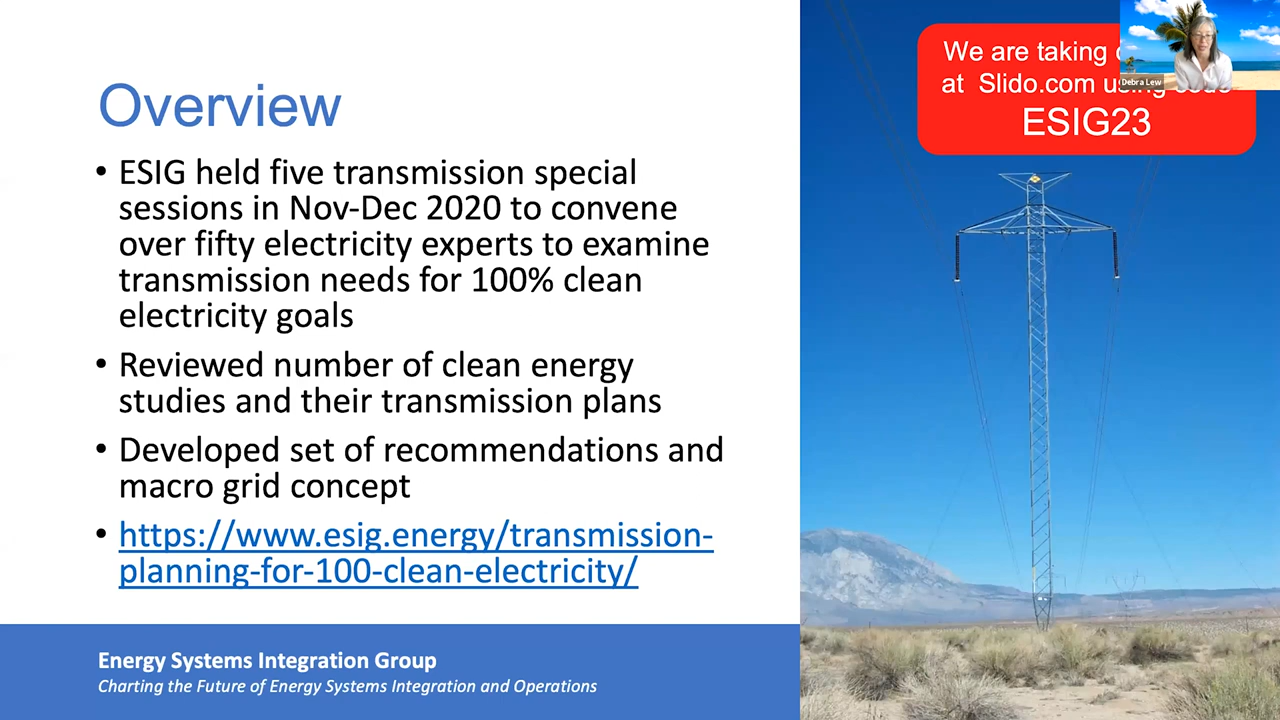 Overview
• ESIG held five transmission special
sessions in Nov-Dec 2020 to convene
over fifty electricity experts to examine
transmission needs for 100% clean
electricity goals
• Reviewed number of clean energy
studies and their transmission plans
• Developed set of recommendations and
macro grid concept
• https://www.esig.energy/transmission-
planning-for-100-clean-electricity/
Energy Systems Integration Group
Charting the Future of Energy Systems Integration and Operations
We are taking
at Slido.com using code
ESIG23
Debra Lew